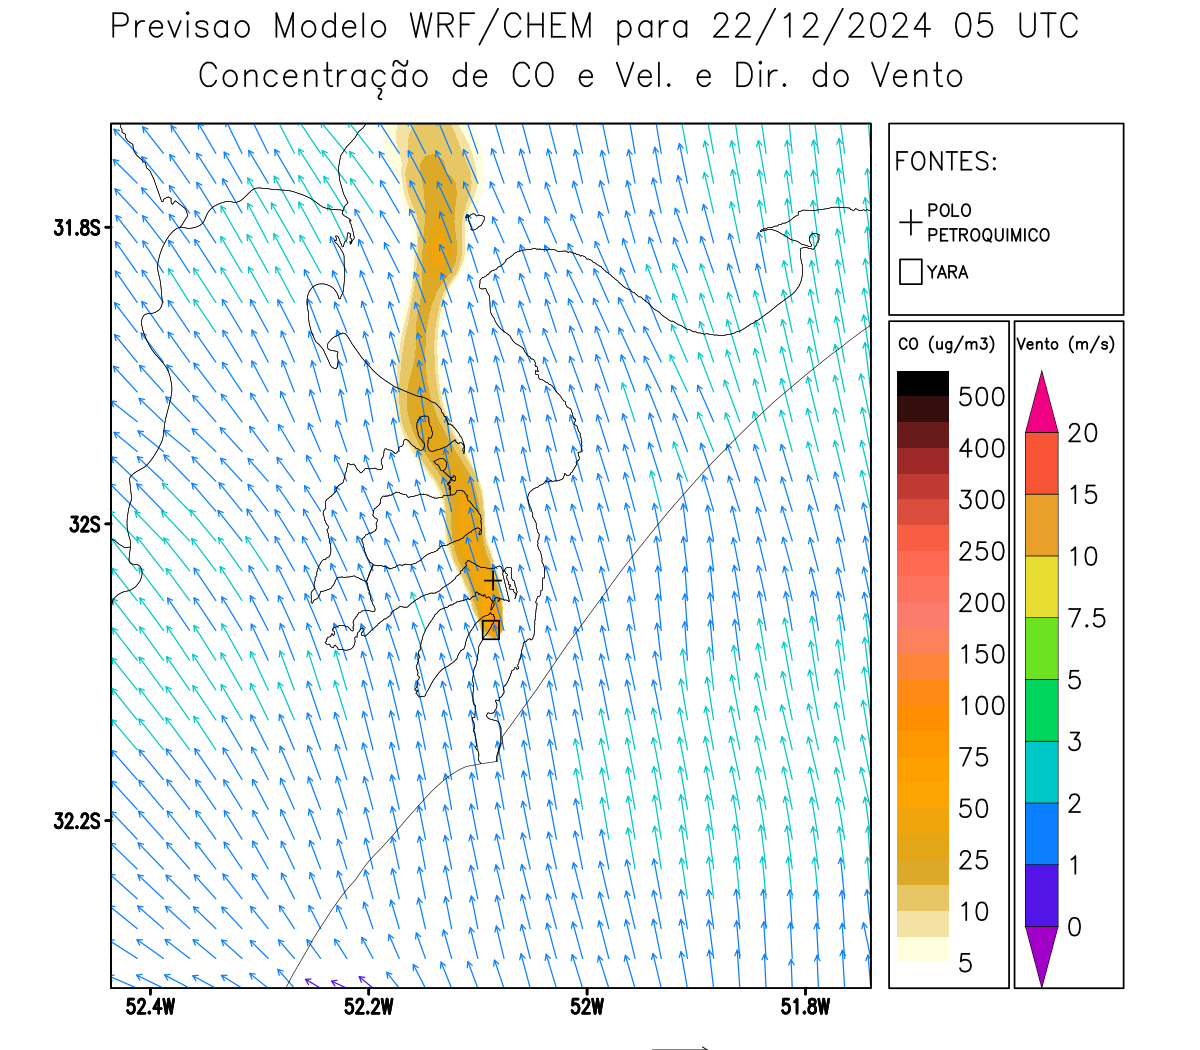 Previsao Modelo WRF/CHEM para 22/12/2024 05 UTC
Concentração de CO e Vel. e Dir. do Vento
FONTES:
POLO
PETROQUIMICO
YARA
CO (ug/m3)
500
400
300
250
200
150
100
75
50
25
10
5
Vento (m/s)
20
15
10
7.5
5
3
2
1
0
31.8S
32S
32.2S
52.4W
52.2W
52W
51.8W